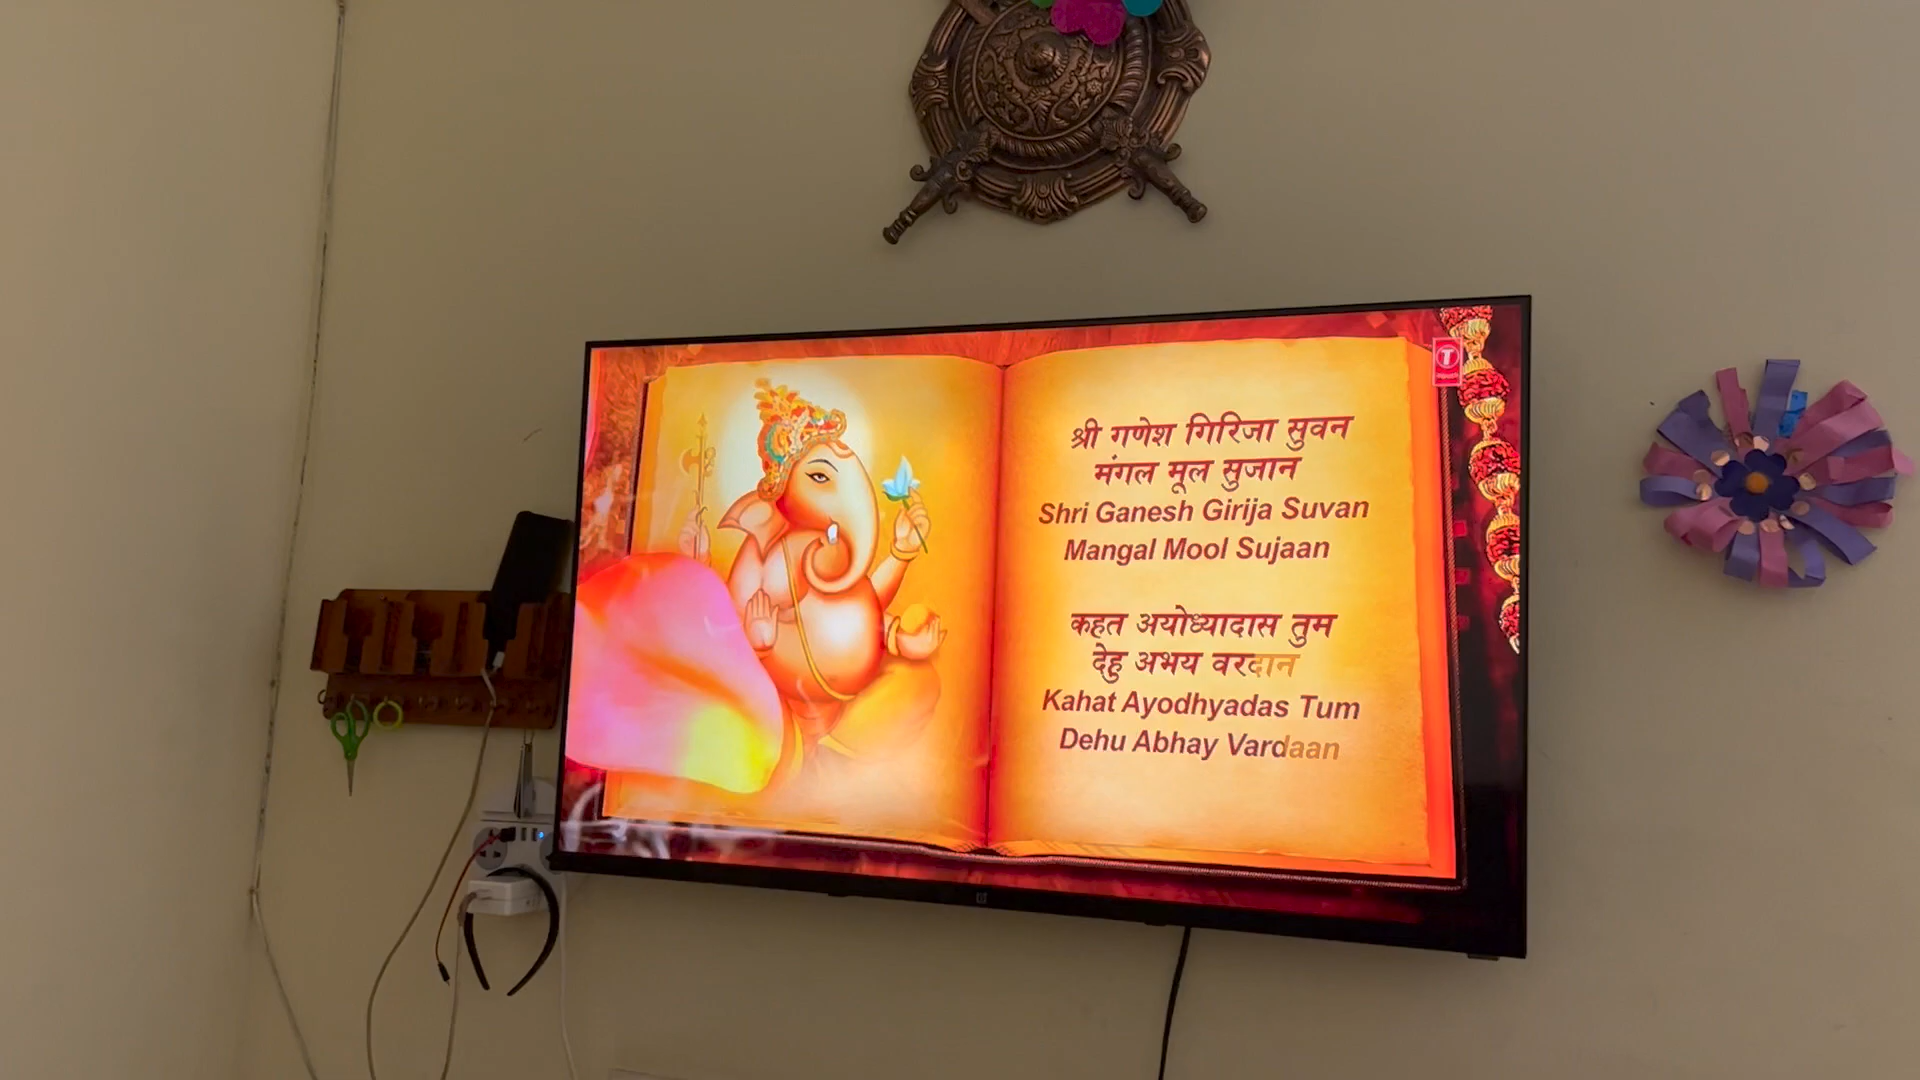 श्री गणेश गिरिजा सुवन
मंगल मूल सुजान
Shri Ganesh Girija Suvan
Mangal Mool Sujaan
कहत अयोध्यादास तुम
देहु अभय वरदान
Kahat Ayodhyadas Tum
Dehu Abhay Vardaan